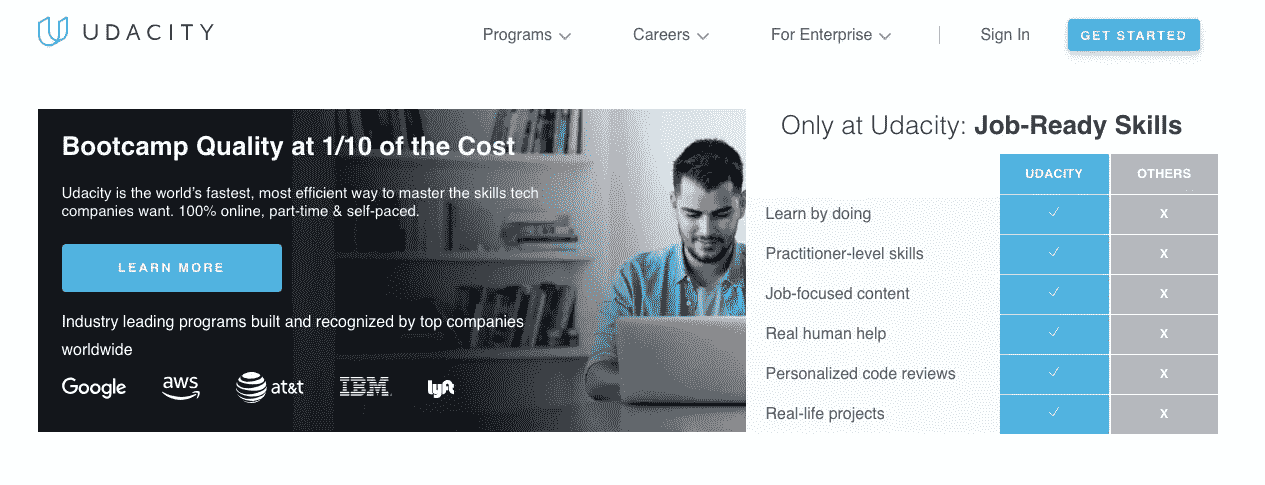 UDACITY
Programs
Careers
For Enterprise
Sign In
GET STARTED
Bootcamp Quality at 1/10 of the Cost
Udacity is the world's fastest, most efficient way to master the skills tech
companies want. 100% online, part-time & self-paced.
LEARN MORE
Industry leading programs built and recognized by top companies
worldwide
Google aws at&t IBM lyft
Only at Udacity: Job-Ready Skills
UDACITY OTHERS
Learn by doing ✓ X
Practitioner-level skills ✓ X
Job-focused content ✓ X
Real human help ✓ X
Personalized code reviews ✓ X
Real-life projects ✓ X